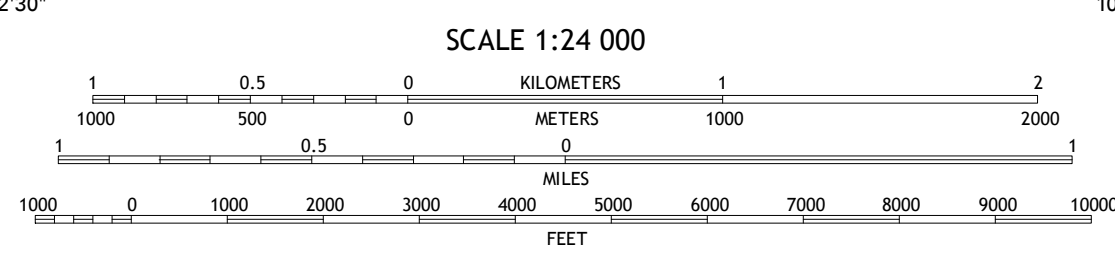 2'30" 10
SCALE 1:24 000
1 0.5 0 KILOMETERS 1 2
1000 500 0 METERS 1000 2000
1 0.5 0 1
MILES
1000 0 1000 2000 3000 4000 5000 6000 7000 8000 9000 10000
FEET